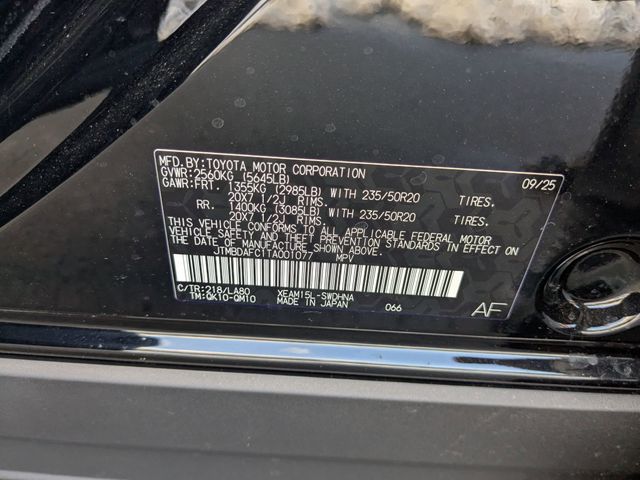 MFD.BY:TOYOTA MOTOR CORPORATION 09/25
GVWR:2560KG (5645LB)
GAWR:FRT. 1355KG (2985LB) WITH 235/50R20 TIRES.
20X7 1/2J RIMS.
RR. 1400KG (3085LB) WITH 235/50R20 TIRES.
20X7 1/2J RIMS.
THIS VEHICLE CONFORMS TO ALL APPLICABLE FEDERAL MOTOR
VEHICLE SAFETY AND THEFT PREVENTION STANDARDS IN EFFECT ON
THE DATE OF MANUFACTURE SHOWN ABOVE.
JTMBDAFC1TA001077 MPV
C/TR:218/LA80 XEAM15L-SWDHNA
TM:QK10-QM10 MADE IN JAPAN 066 AF